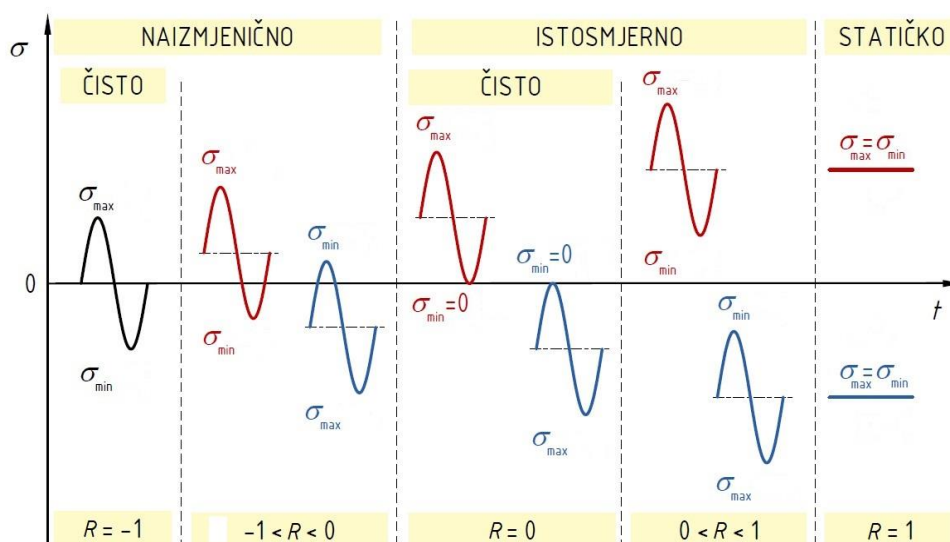 NAIZMJENIČNO
ISTOSMJERNO
STATIČKO
σ
ČISTO
ČISTO
σmax
σmax
σmax
σmax=σmin
σmax
σmin
σmin=0
σmin
0
σmin=0
t
σmin
σmin
σmin
σmax=σmin
σmax
σmax
σmax
R = -1
-1 < R < 0
R = 0
0 < R < 1
R = 1